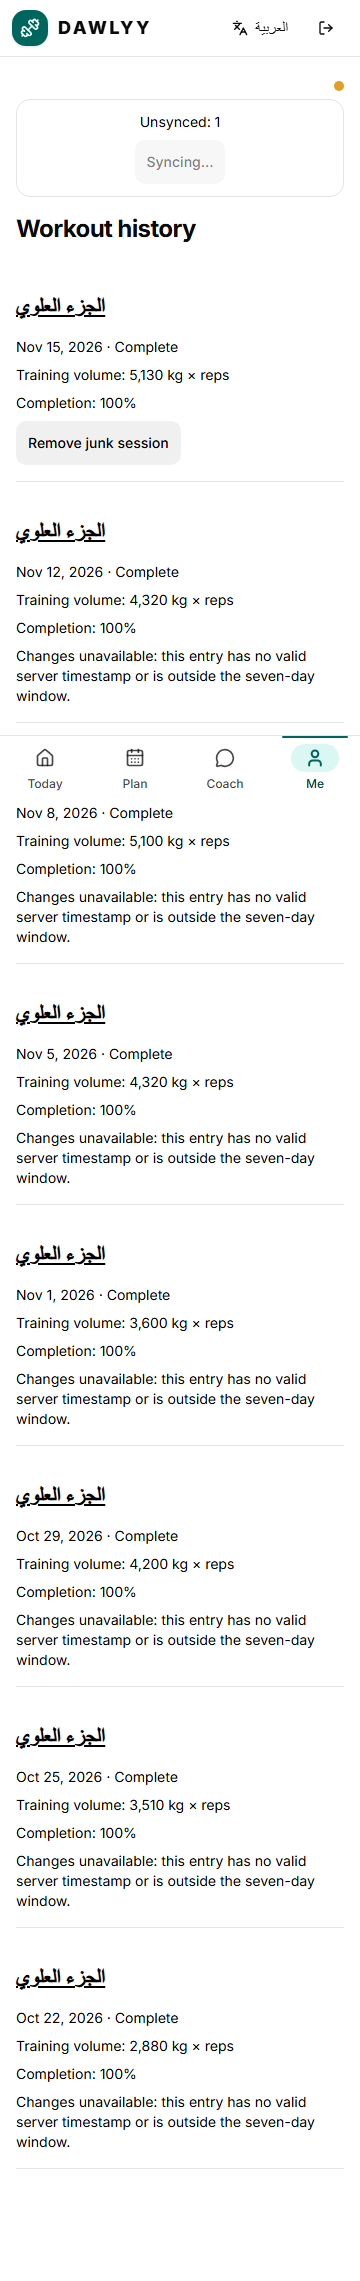 DAWLYY
العربية
Unsynced: 1
Syncing...
Workout history
الجزء العلوي
Nov 15, 2026 · Complete
Training volume: 5,130 kg × reps
Completion: 100%
Remove junk session
الجزء العلوي
Nov 12, 2026 · Complete
Training volume: 4,320 kg × reps
Completion: 100%
Changes unavailable: this entry has no valid
server timestamp or is outside the seven-day
window.
Today
Plan
Coach
Me
Nov 8, 2026 · Complete
Training volume: 5,100 kg × reps
Completion: 100%
Changes unavailable: this entry has no valid
server timestamp or is outside the seven-day
window.
الجزء العلوي
Nov 5, 2026 · Complete
Training volume: 4,320 kg × reps
Completion: 100%
Changes unavailable: this entry has no valid
server timestamp or is outside the seven-day
window.
الجزء العلوي
Nov 1, 2026 · Complete
Training volume: 3,600 kg × reps
Completion: 100%
Changes unavailable: this entry has no valid
server timestamp or is outside the seven-day
window.
الجزء العلوي
Oct 29, 2026 · Complete
Training volume: 4,200 kg × reps
Completion: 100%
Changes unavailable: this entry has no valid
server timestamp or is outside the seven-day
window.
الجزء العلوي
Oct 25, 2026 · Complete
Training volume: 3,510 kg × reps
Completion: 100%
Changes unavailable: this entry has no valid
server timestamp or is outside the seven-day
window.
الجزء العلوي
Oct 22, 2026 · Complete
Training volume: 2,880 kg × reps
Completion: 100%
Changes unavailable: this entry has no valid
server timestamp or is outside the seven-day
window.